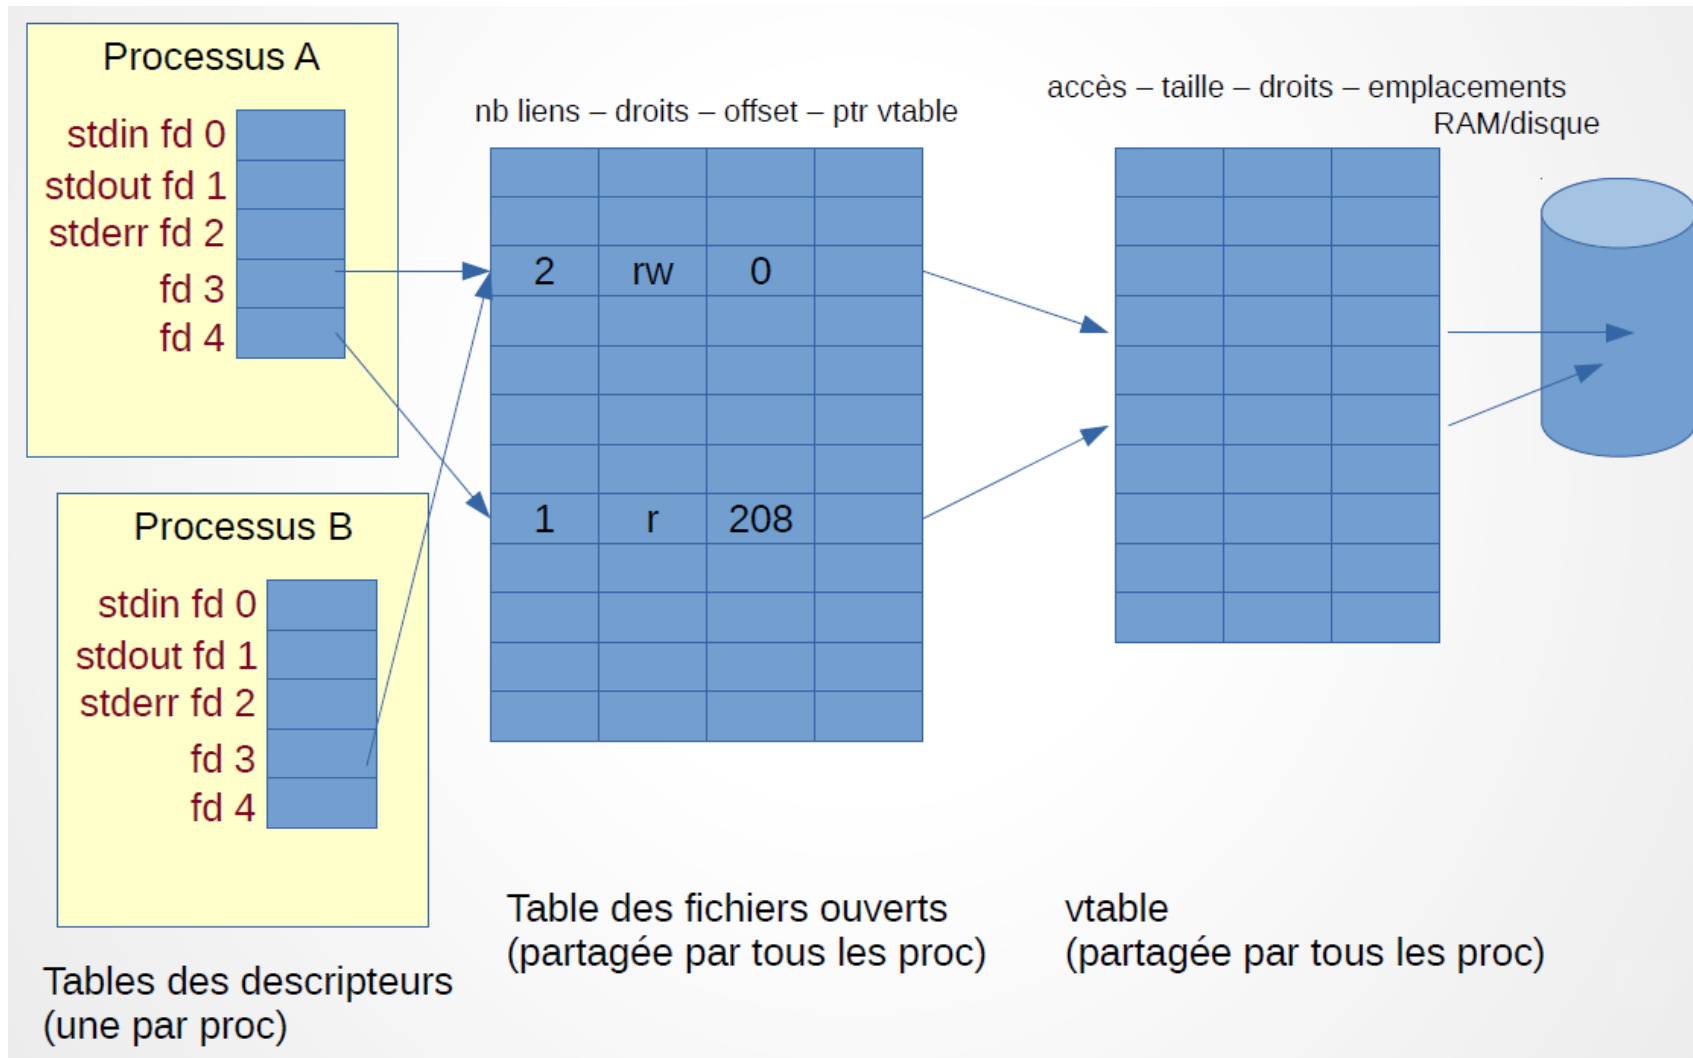 Processus A
stdin fd 0
stdout fd 1
stderr fd 2
fd 3
fd 4
Processus B
stdin fd 0
stdout fd 1
stderr fd 2
fd 3
fd 4
Tables des descripteurs
(une par proc)
nb liens – droits – offset – ptr vtable
2 rw 0
1 r 208
Table des fichiers ouverts
(partagée par tous les proc)
accès – taille – droits – emplacements
RAM/disque
vtable
(partagée par tous les proc)